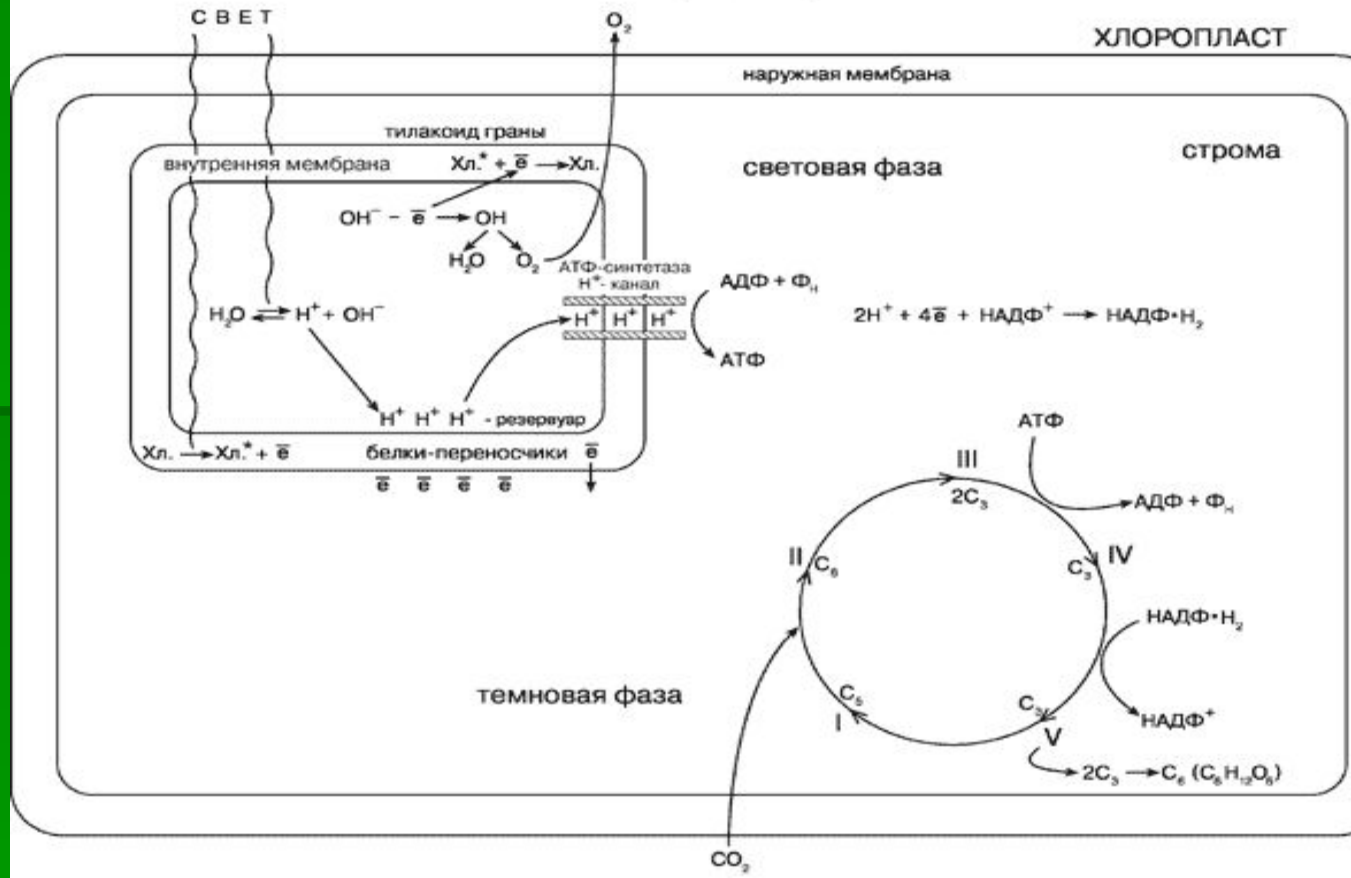 СВЕТ
O₂
ХЛОРОПЛАСТ
наружная мембрана
тилакоид граны
строма
внутренняя мембрана
Хл.* + e̅ → Хл.
световая фаза
OH⁻ – e̅ → OH
H₂O O₂
АТФ-синтетаза
H⁺- канал
АДФ + Фн
H₂O ⇄ H⁺ + OH⁻
H⁺ H⁺ H⁺
2H⁺ + 4e̅ + НАДФ⁺ → НАДФ•H₂
АТФ
H⁺ H⁺ H⁺ - резервуар
Хл. → Хл.* + e̅
белки-переносчики e̅
e̅ e̅ e̅ e̅
АТФ
III
2C₃
АДФ + Фн
II C₆
C₃ IV
НАДФ•H₂
темновая фаза
C₅
I
C₃
V
НАДФ⁺
2C₃ → C₆ (C₆H₁₂O₆)
CO₂